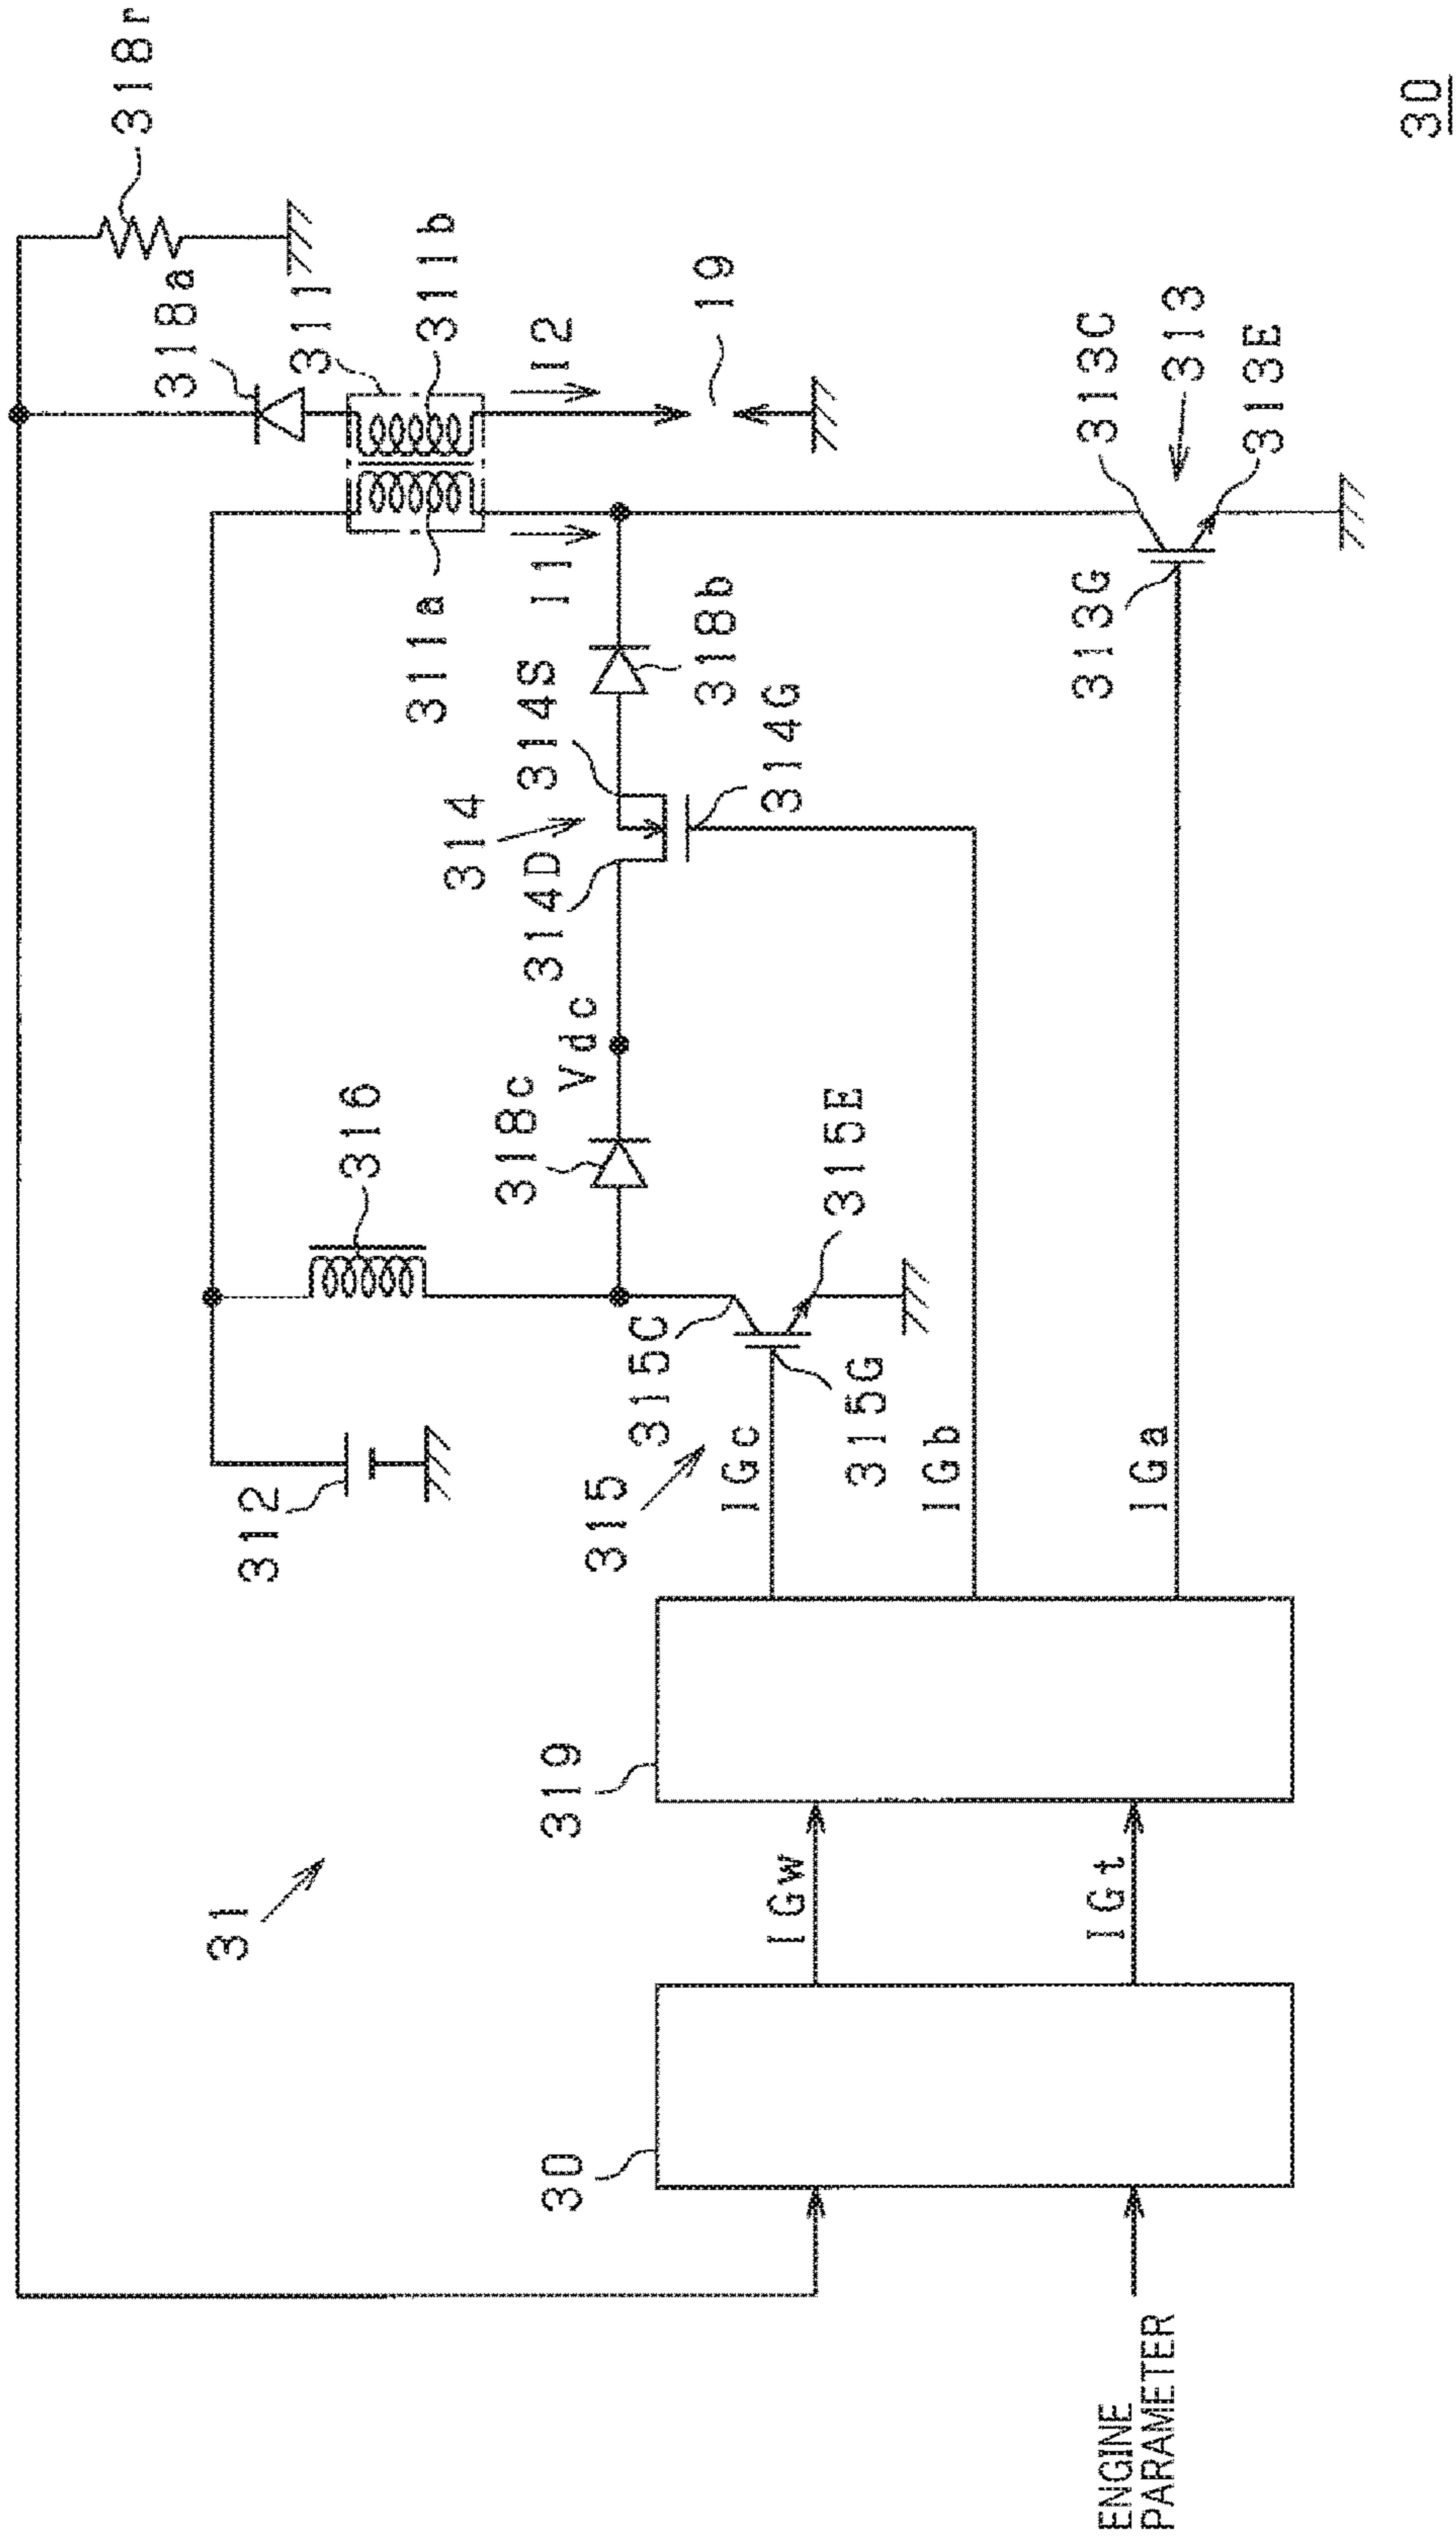 318r
30
318a
311
311b
I2
19
313C
313
313E
311a
I1
318b
314S
314G
313G
314
314D
Vdc
318c
316
315E
315C
315G
312
315
IGc
IGb
IGa
319
31
IGw
IGt
30
ENGINE
PARAMETER